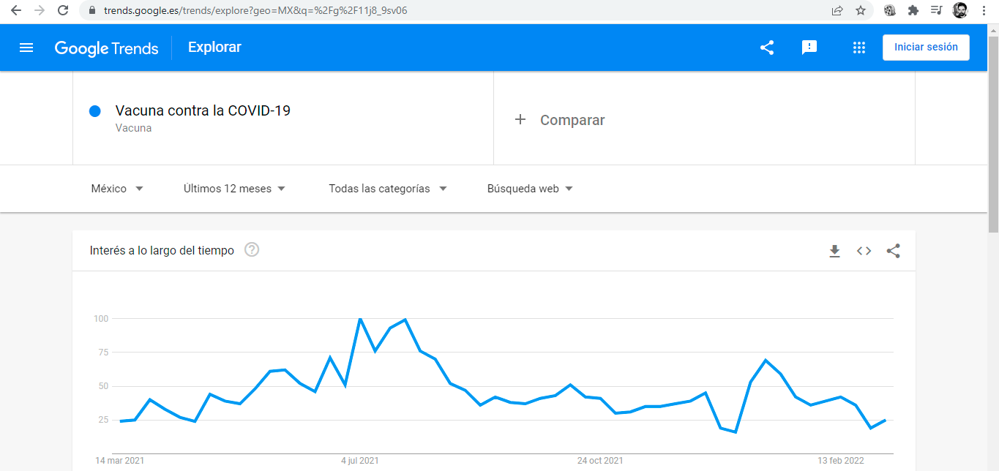 trends.google.es/trends/explore?geo=MX&q=%2Fg%2F11j8_9sv06
Google Trends
Explorar
Iniciar sesión
Vacuna contra la COVID-19
Vacuna
+ Comparar
México
Últimos 12 meses
Todas las categorías
Búsqueda web
Interés a lo largo del tiempo ?
100
75
50
25
14 mar 2021
4 jul 2021
24 oct 2021
13 feb 2022